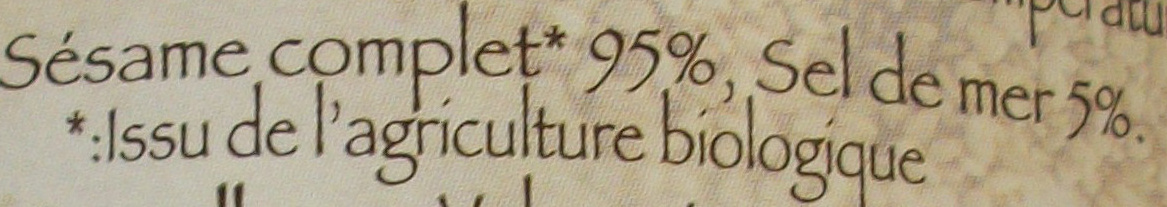 Sésame complet* 95%, Sel de mer 5%.
*:Issu de l'agriculture biologique